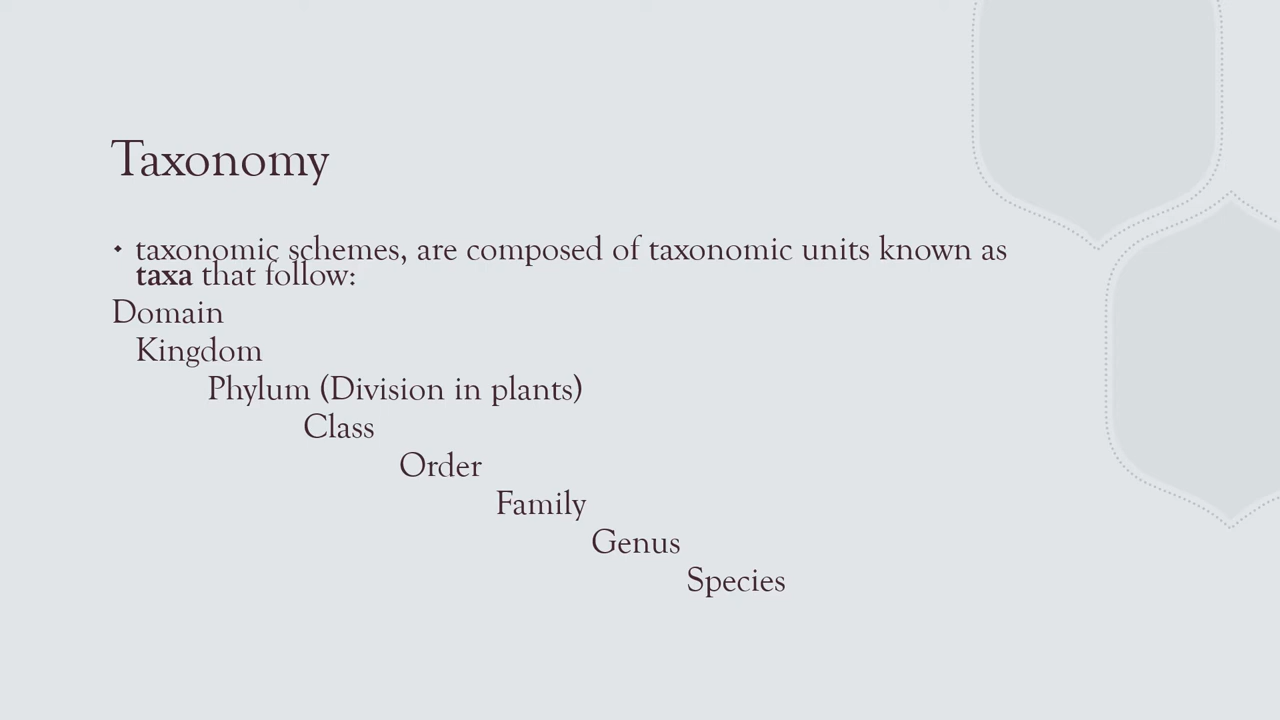 Taxonomy
• taxonomic schemes, are composed of taxonomic units known as
taxa that follow:
Domain
Kingdom
Phylum (Division in plants)
Class
Order
Family
Genus
Species